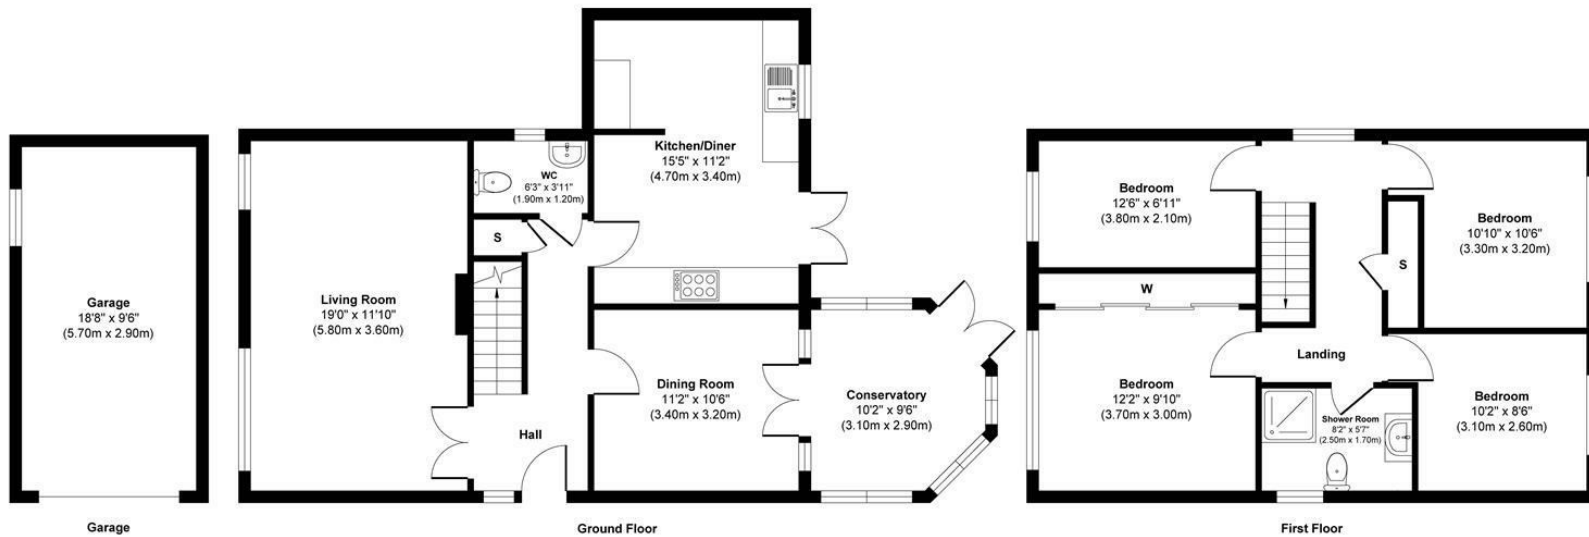 Garage
18'8" x 9'6"
(5.70m x 2.90m)
Garage
Living Room
19'0" x 11'10"
(5.80m x 3.60m)
WC
6'3" x 3'11"
(1.90m x 1.20m)
S
Hall
Kitchen/Diner
15'5" x 11'2"
(4.70m x 3.40m)
Dining Room
11'2" x 10'6"
(3.40m x 3.20m)
Conservatory
10'2" x 9'6"
(3.10m x 2.90m)
Ground Floor
Bedroom
12'6" x 6'11"
(3.80m x 2.10m)
W
Bedroom
12'2" x 9'10"
(3.70m x 3.00m)
Landing
S
Bedroom
10'10" x 10'6"
(3.30m x 3.20m)
Shower Room
8'2" x 5'7"
(2.50m x 1.70m)
Bedroom
10'2" x 8'6"
(3.10m x 2.60m)
First Floor